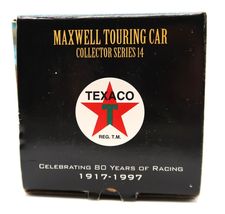 MAXWELL TOURING CAR
COLLECTOR SERIES 14
TEXACO
T
REG. T.M.
CELEBRATING 80 YEARS OF RACING
1917-1997